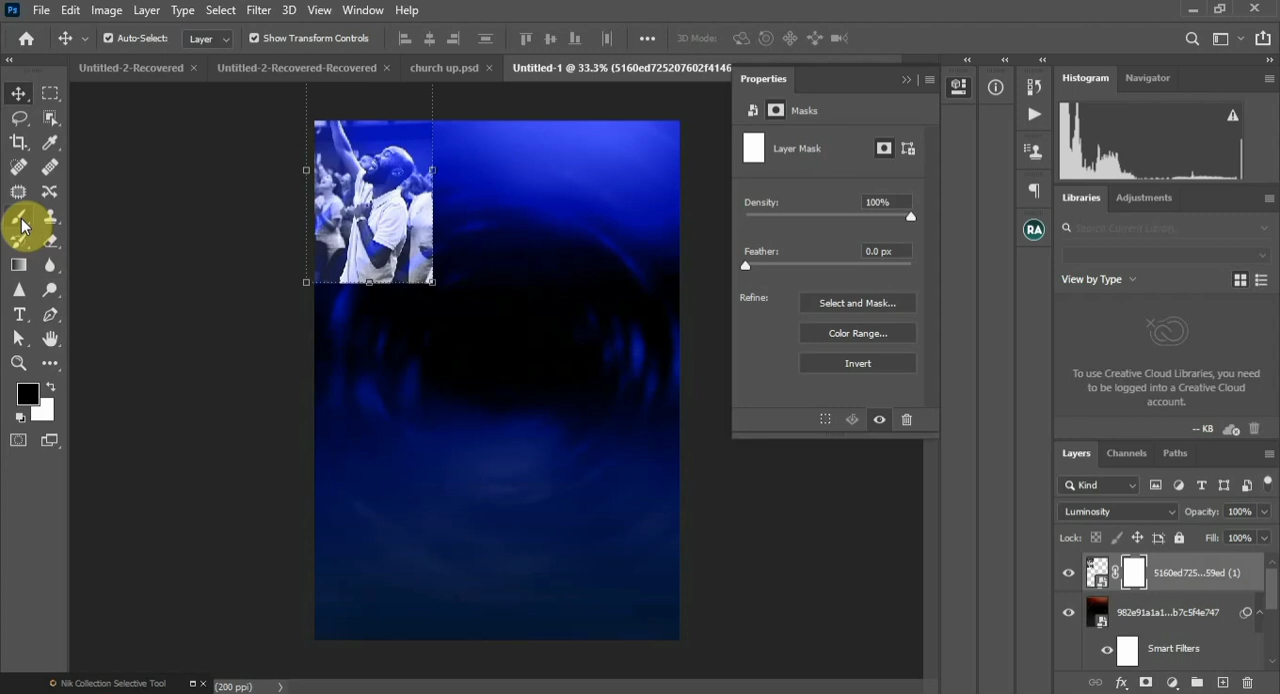 Ps File Edit Image Layer Type Select Filter 3D View Window Help
Auto-Select: Layer Show Transform Controls 3D Mode:
Untitled-2-Recovered × Untitled-2-Recovered-Recovered × church up.psd × Untitled-1 @ 33.3% (5160ed725207602f4146
Properties
Masks
Layer Mask
Density: 100%
Feather: 0.0 px
Refine:
Select and Mask...
Color Range...
Invert
Histogram Navigator
Libraries Adjustments
Search Current Library...
RA
View by Type
To use Creative Cloud Libraries, you need
to be logged into a Creative Cloud
account.
-- KB
Layers Channels Paths
Kind
Luminosity Opacity: 100%
Lock: Fill: 100%
5160ed725...59ed (1)
982e91a1a1...b7c5f4e747
Smart Filters
Nik Collection Selective Tool
(200 ppi)